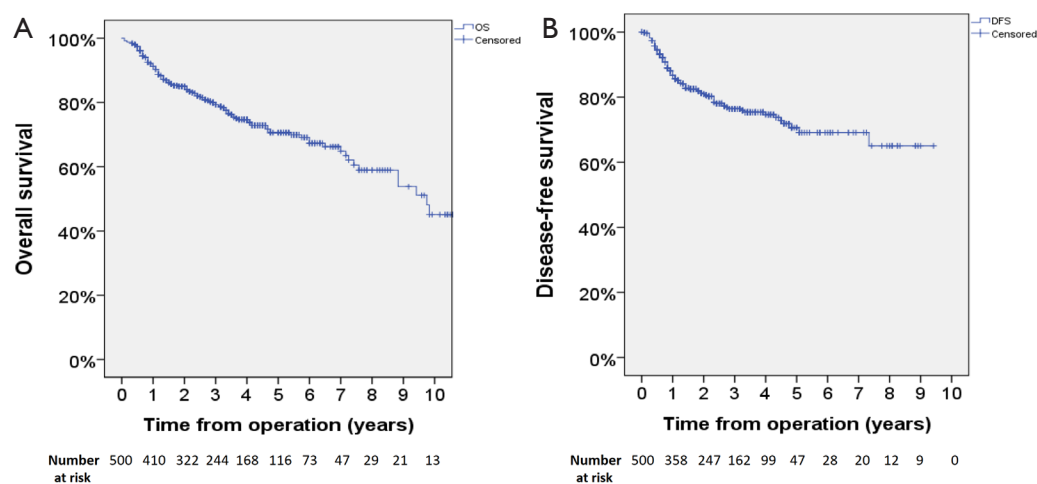 A
OS
Censored
100%
80%
60%
40%
20%
0%
Overall survival
0 1 2 3 4 5 6 7 8 9 10
Time from operation (years)
Number at risk 500 410 322 244 168 116 73 47 29 21 13
B
DFS
Censored
100%
80%
60%
40%
20%
0%
Disease-free survival
0 1 2 3 4 5 6 7 8 9 10
Time from operation (years)
Number at risk 500 358 247 162 99 47 28 20 12 9 0